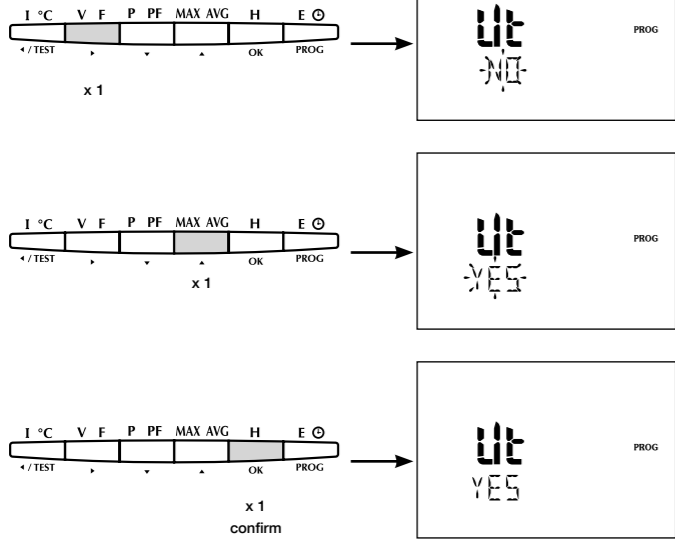 I °C V F P PF MAX AVG H E
/ TEST OK PROG
x 1
Ut
NO
PROG
I °C V F P PF MAX AVG H E
/ TEST OK PROG
x 1
Ut
YES
PROG
I °C V F P PF MAX AVG H E
/ TEST OK PROG
x 1
confirm
Ut
YES
PROG